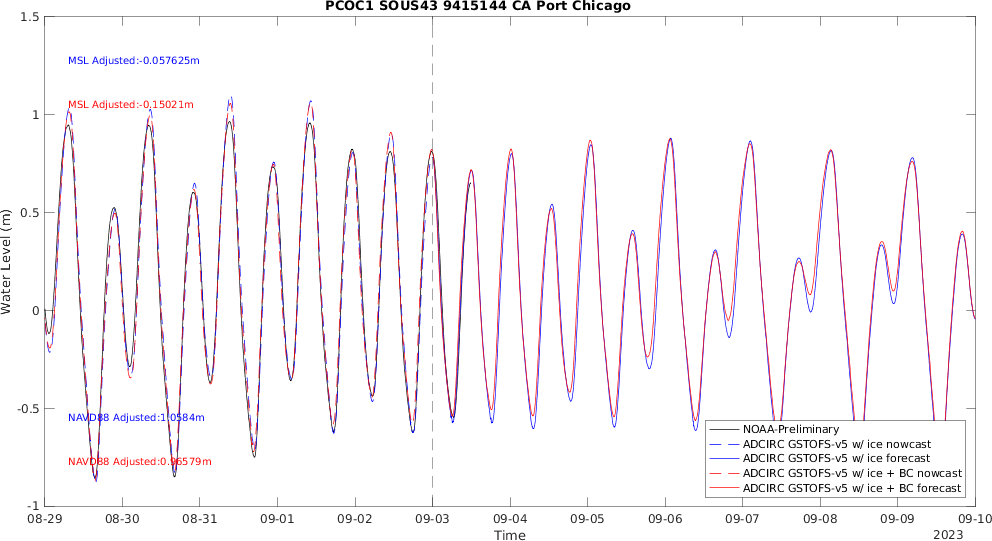 PCOC1 SOUS43 9415144 CA Port Chicago
1.5
MSL Adjusted:-0.057625m
MSL Adjusted:-0.15021m
1
0.5
Water Level (m)
0
-0.5
NAVD88 Adjusted:1.0584m
NAVD88 Adjusted:0.96579m
NOAA-Preliminary
ADCIRC GSTOFS-v5 w/ ice nowcast
ADCIRC GSTOFS-v5 w/ ice forecast
ADCIRC GSTOFS-v5 w/ ice + BC nowcast
ADCIRC GSTOFS-v5 w/ ice + BC forecast
-1
08-29 08-30 08-31 09-01 09-02 09-03 09-04 09-05 09-06 09-07 09-08 09-09 09-10
Time
2023